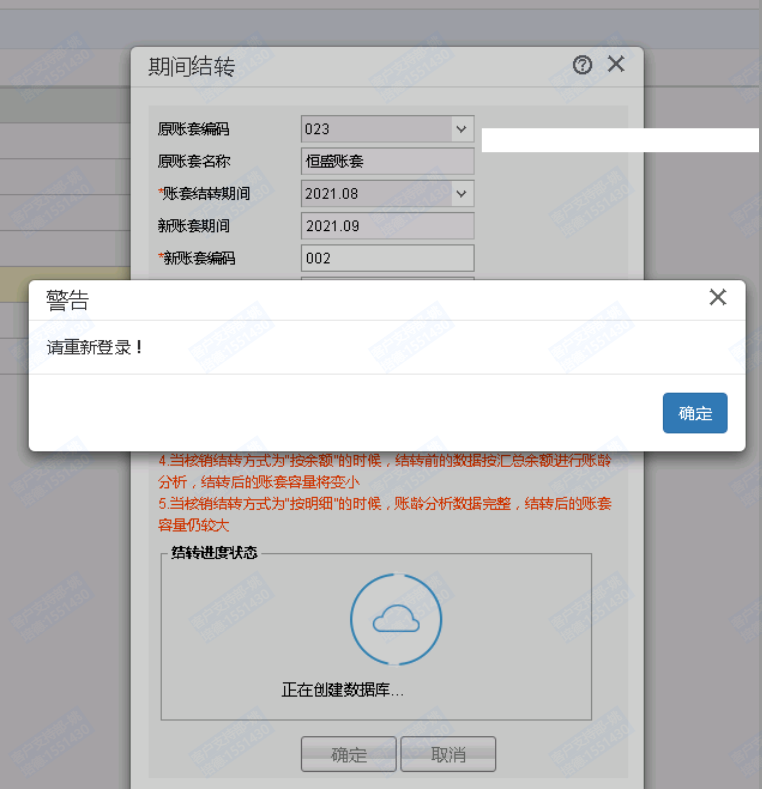 期间结转
原账套编码
023
原账套名称
恒盛账套
*账套结转期间
2021.08
新账套期间
2021.09
*新账套编码
002
警告
请重新登录！
确定
4.当核销结转方式为"按余额"的时候，结转前的数据按汇总余额进行账龄
分析，结转后的账套容量将变小
5.当核销结转方式为"按明细"的时候，账龄分析数据完整，结转后的账套
容量仍较大
结转进度状态
正在创建数据库...
确定
取消